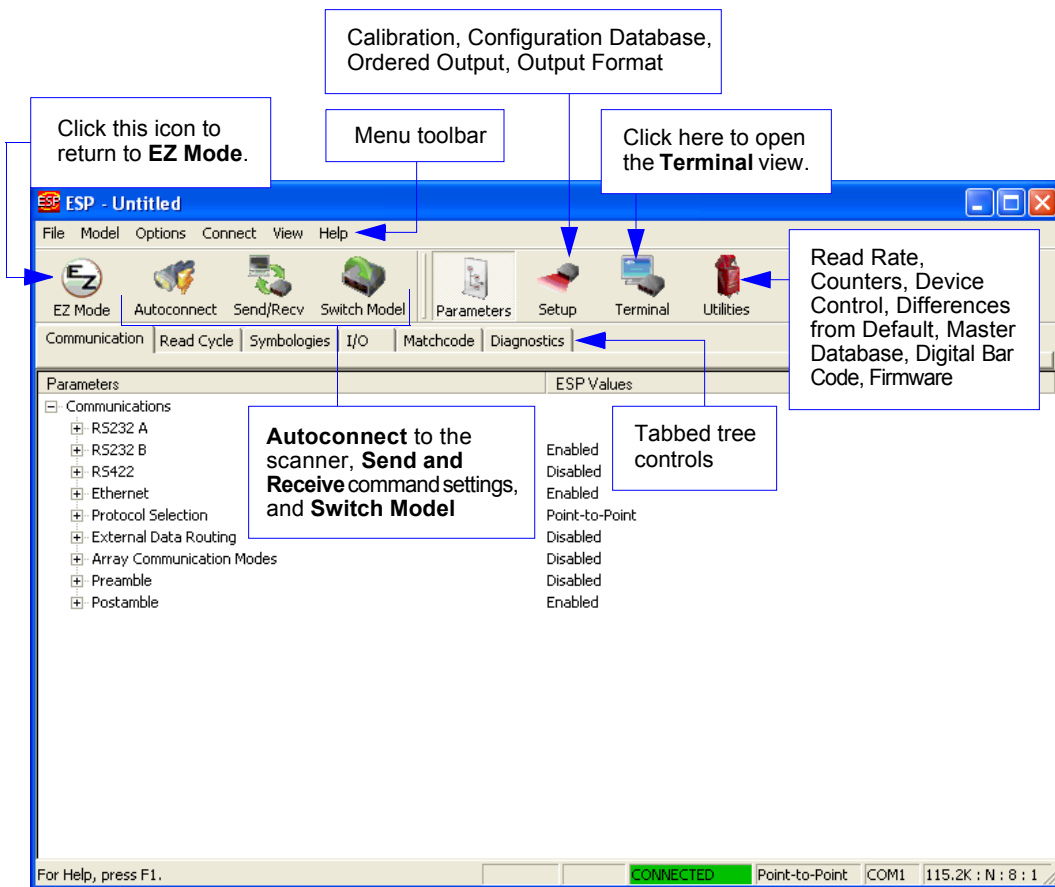 Calibration, Configuration Database,
Ordered Output, Output Format
Click this icon to
return to EZ Mode.
Menu toolbar
Click here to open
the Terminal view.
ESP - Untitled
File Model Options Connect View Help
EZ
EZ Mode Autoconnect Send/Recv Switch Model Parameters Setup Terminal Utilities
Read Rate,
Counters, Device
Control, Differences
from Default, Master
Database, Digital Bar
Code, Firmware
Communication Read Cycle Symbologies I/O Matchcode Diagnostics
Parameters ESP Values
Communications
RS232 A
RS232 B Enabled
RS422 Disabled
Ethernet Enabled
Protocol Selection Point-to-Point
External Data Routing Disabled
Array Communication Modes Disabled
Preamble Disabled
Postamble Enabled
Autoconnect to the
scanner, Send and
Receive command settings,
and Switch Model
Tabbed tree
controls
For Help, press F1. CONNECTED Point-to-Point COM1 115.2K : N : 8 : 1